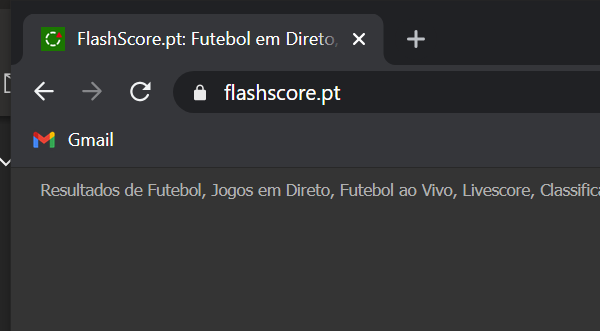 FlashScore.pt: Futebol em Direto,
flashscore.pt
Gmail
Resultados de Futebol, Jogos em Direto, Futebol ao Vivo, Livescore, Classifica